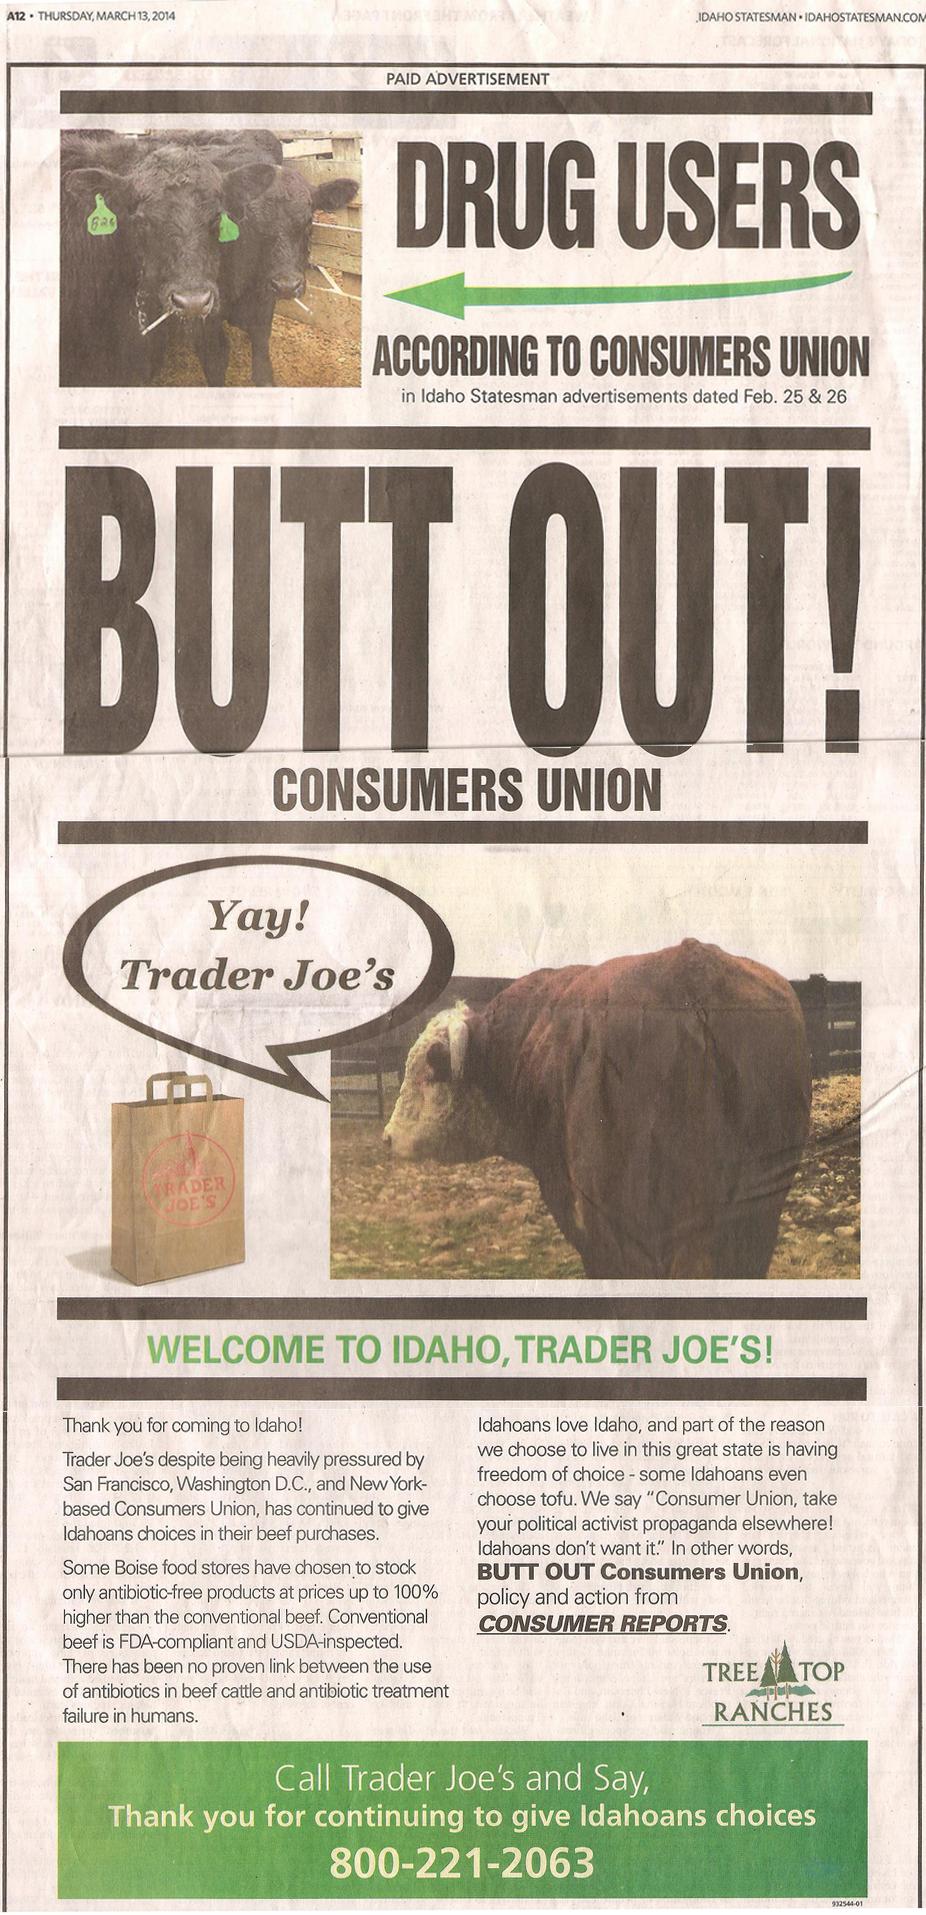 A12 • THURSDAY, MARCH 13, 2014
IDAHO STATESMAN • IDAHOSTATESMAN.COM
PAID ADVERTISEMENT
DRUG USERS
ACCORDING TO CONSUMERS UNION
in Idaho Statesman advertisements dated Feb. 25 & 26
BUTT OUT!
CONSUMERS UNION
Yay!
Trader Joe's
TRADER
JOE'S
WELCOME TO IDAHO, TRADER JOE'S!
Thank you for coming to Idaho!
Trader Joe's despite being heavily pressured by
San Francisco, Washington D.C., and New York-
based Consumers Union, has continued to give
Idahoans choices in their beef purchases.
Some Boise food stores have chosen to stock
only antibiotic-free products at prices up to 100%
higher than the conventional beef. Conventional
beef is FDA-compliant and USDA-inspected.
There has been no proven link between the use
of antibiotics in beef cattle and antibiotic treatment
failure in humans.
Idahoans love Idaho, and part of the reason
we choose to live in this great state is having
freedom of choice - some Idahoans even
choose tofu. We say "Consumer Union, take
your political activist propaganda elsewhere!
Idahoans don't want it." In other words,
BUTT OUT Consumers Union,
policy and action from
CONSUMER REPORTS.
TREE TOP
RANCHES
Call Trader Joe's and Say,
Thank you for continuing to give Idahoans choices
800-221-2063
932544-01